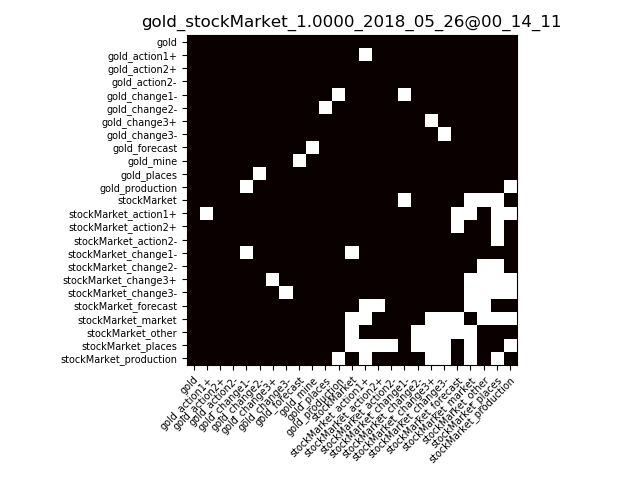 gold_stockMarket_1.0000_2018_05_26@00_14_11
gold
gold_action1+
gold_action2+
gold_action2-
gold_change1-
gold_change2-
gold_change3+
gold_change3-
gold_forecast
gold_mine
gold_places
gold_production
stockMarket
stockMarket_action1+
stockMarket_action2+
stockMarket_action2-
stockMarket_change1-
stockMarket_change2-
stockMarket_change3+
stockMarket_change3-
stockMarket_forecast
stockMarket_market
stockMarket_other
stockMarket_places
stockMarket_production
gold
gold_action1+
gold_action2+
gold_action2-
gold_change1-
gold_change2-
gold_change3+
gold_change3-
gold_forecast
gold_mine
gold_places
gold_production
stockMarket
stockMarket_action1+
stockMarket_action2+
stockMarket_action2-
stockMarket_change1-
stockMarket_change2-
stockMarket_change3+
stockMarket_change3-
stockMarket_forecast
stockMarket_market
stockMarket_other
stockMarket_places
stockMarket_production